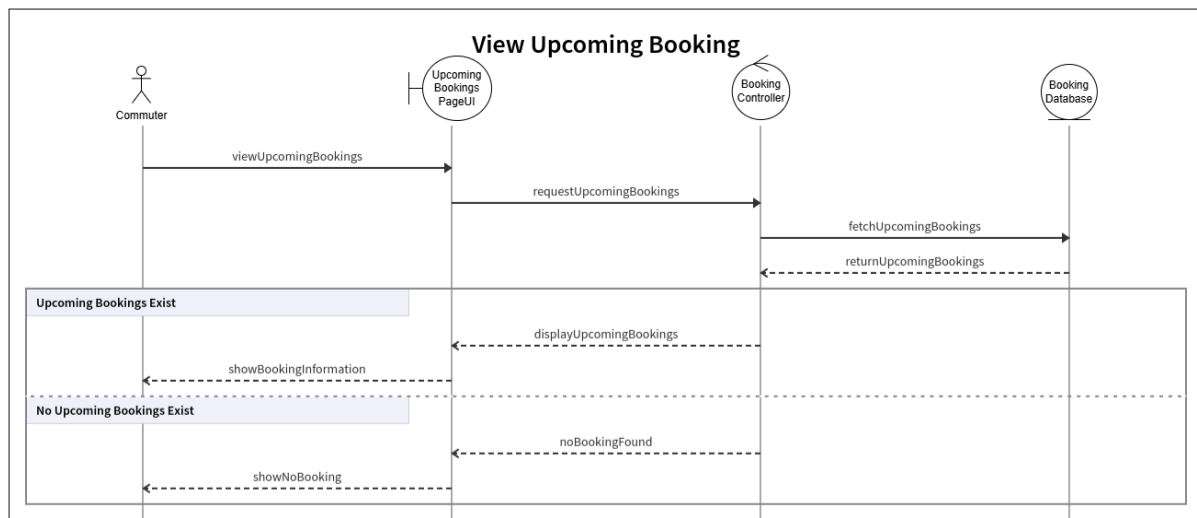 View Upcoming Booking
Commuter
Upcoming
Bookings
PageUI
Booking
Controller
Booking
Database
viewUpcomingBookings
requestUpcomingBookings
fetchUpcomingBookings
returnUpcomingBookings
Upcoming Bookings Exist
displayUpcomingBookings
showBookingInformation
No Upcoming Bookings Exist
noBookingFound
showNoBooking